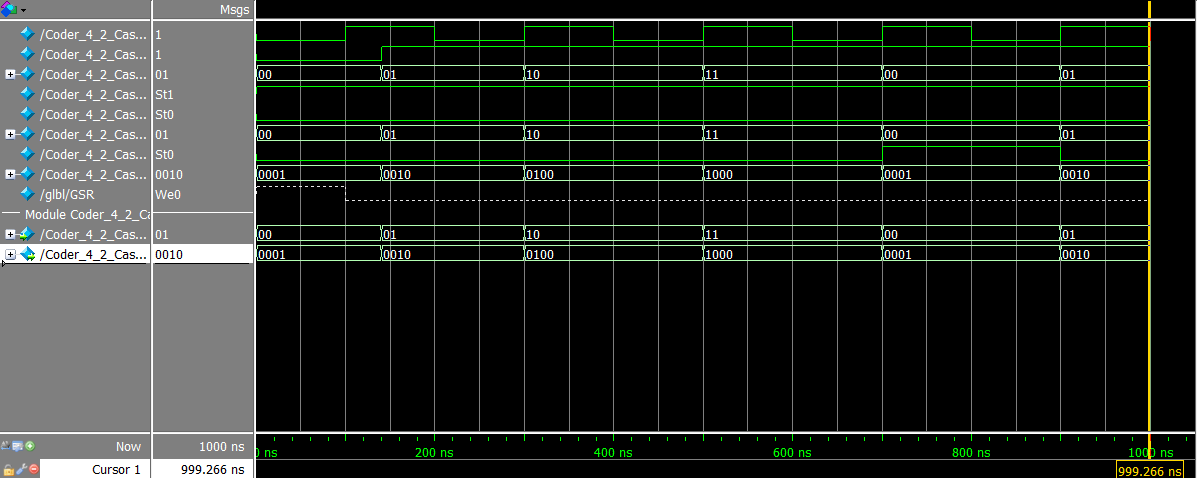 Msgs
/Coder_4_2_Cas... 1
/Coder_4_2_Cas... 1
/Coder_4_2_Cas... 01 00 01 10 11 00 01
/Coder_4_2_Cas... St1
/Coder_4_2_Cas... St0
/Coder_4_2_Cas... 01 00 01 10 11 00 01
/Coder_4_2_Cas... St0
/Coder_4_2_Cas... 0010 0001 0010 0100 1000 0001 0010
/glbl/GSR We0
Module Coder_4_2_Ca
/Coder_4_2_Cas... 01 00 01 10 11 00 01
/Coder_4_2_Cas... 0010 0001 0010 0100 1000 0001 0010
Now 1000 ns 0 ns 200 ns 400 ns 600 ns 800 ns 1000 ns
Cursor 1 999.266 ns 999.266 ns